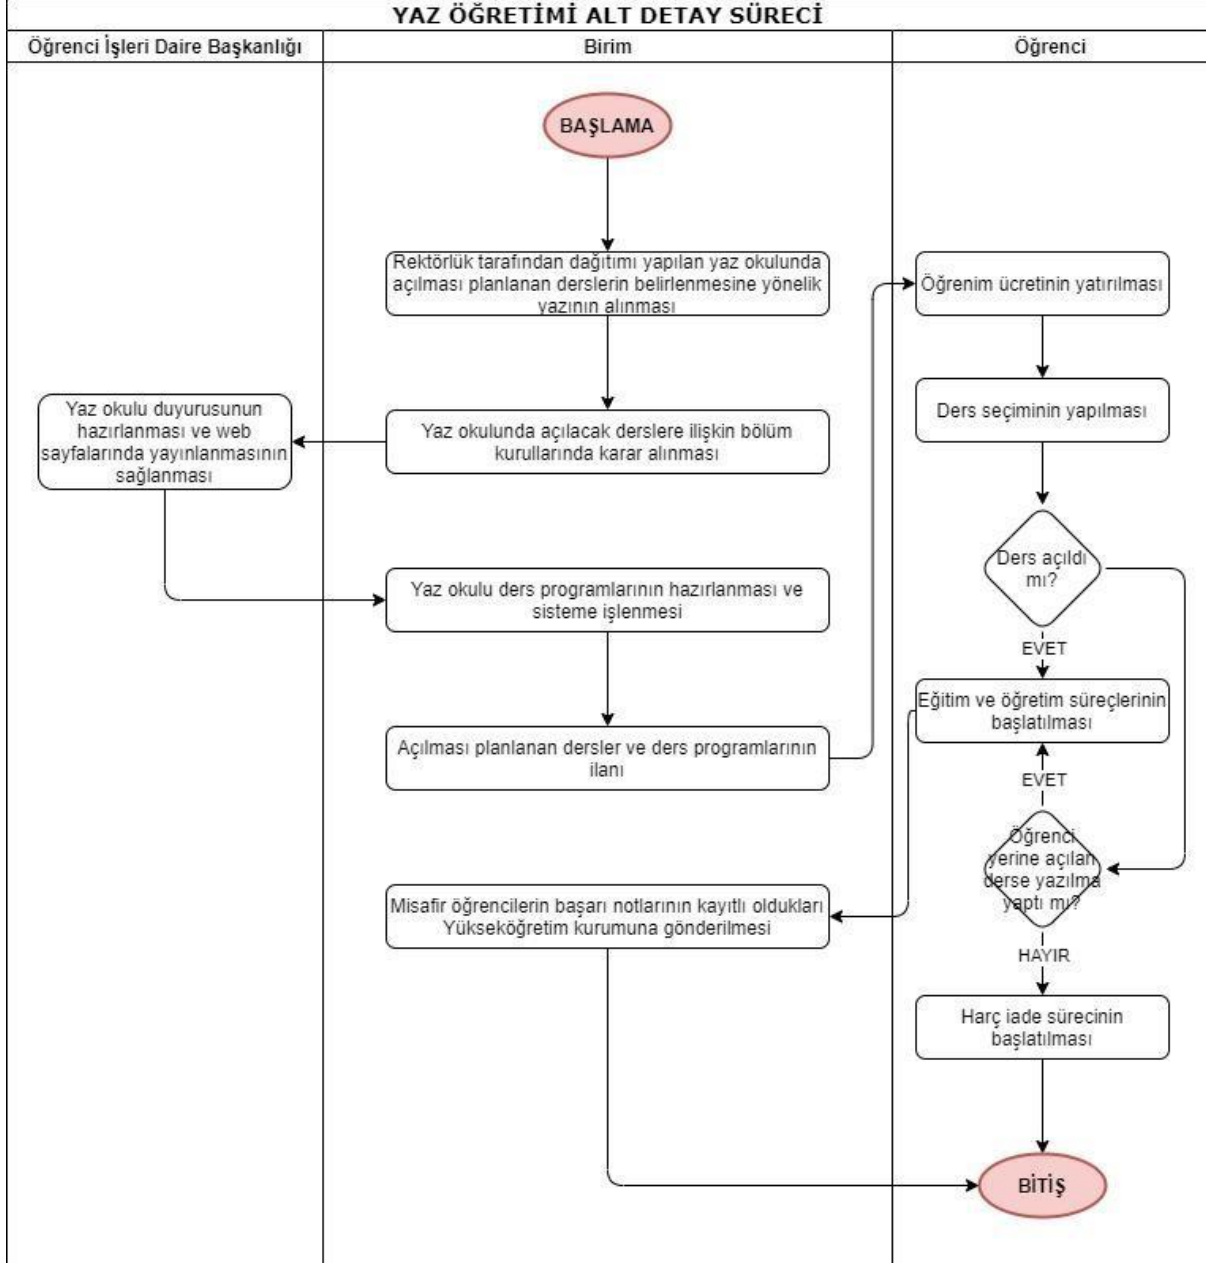 YAZ ÖĞRETİMİ ALT DETAY SÜRECİ
Öğrenci İşleri Daire Başkanlığı
Birim
Öğrenci
BAŞLAMA
Rektörlük tarafından dağıtımı yapılan yaz okulunda
açılması planlanan derslerin belirlenmesine yönelik
yazının alınması
Yaz okulunda açılacak derslere ilişkin bölüm
kurullarında karar alınması
Yaz okulu duyurusunun
hazırlanması ve web
sayfalarında yayınlanmasının
sağlanması
Yaz okulu ders programlarının hazırlanması ve
sisteme işlenmesi
Açılması planlanan dersler ve ders programlarının
ilanı
Öğrenim ücretinin yatırılması
Ders seçiminin yapılması
Ders açıldı
mı?
EVET
Eğitim ve öğretim süreçlerinin
başlatılması
EVET
Öğrenci
yerine açılan
derse yazılma
yaptı mı?
HAYIR
Harç iade sürecinin
başlatılması
Misafir öğrencilerin başarı notlarının kayıtlı oldukları
Yükseköğretim kurumuna gönderilmesi
BİTİŞ